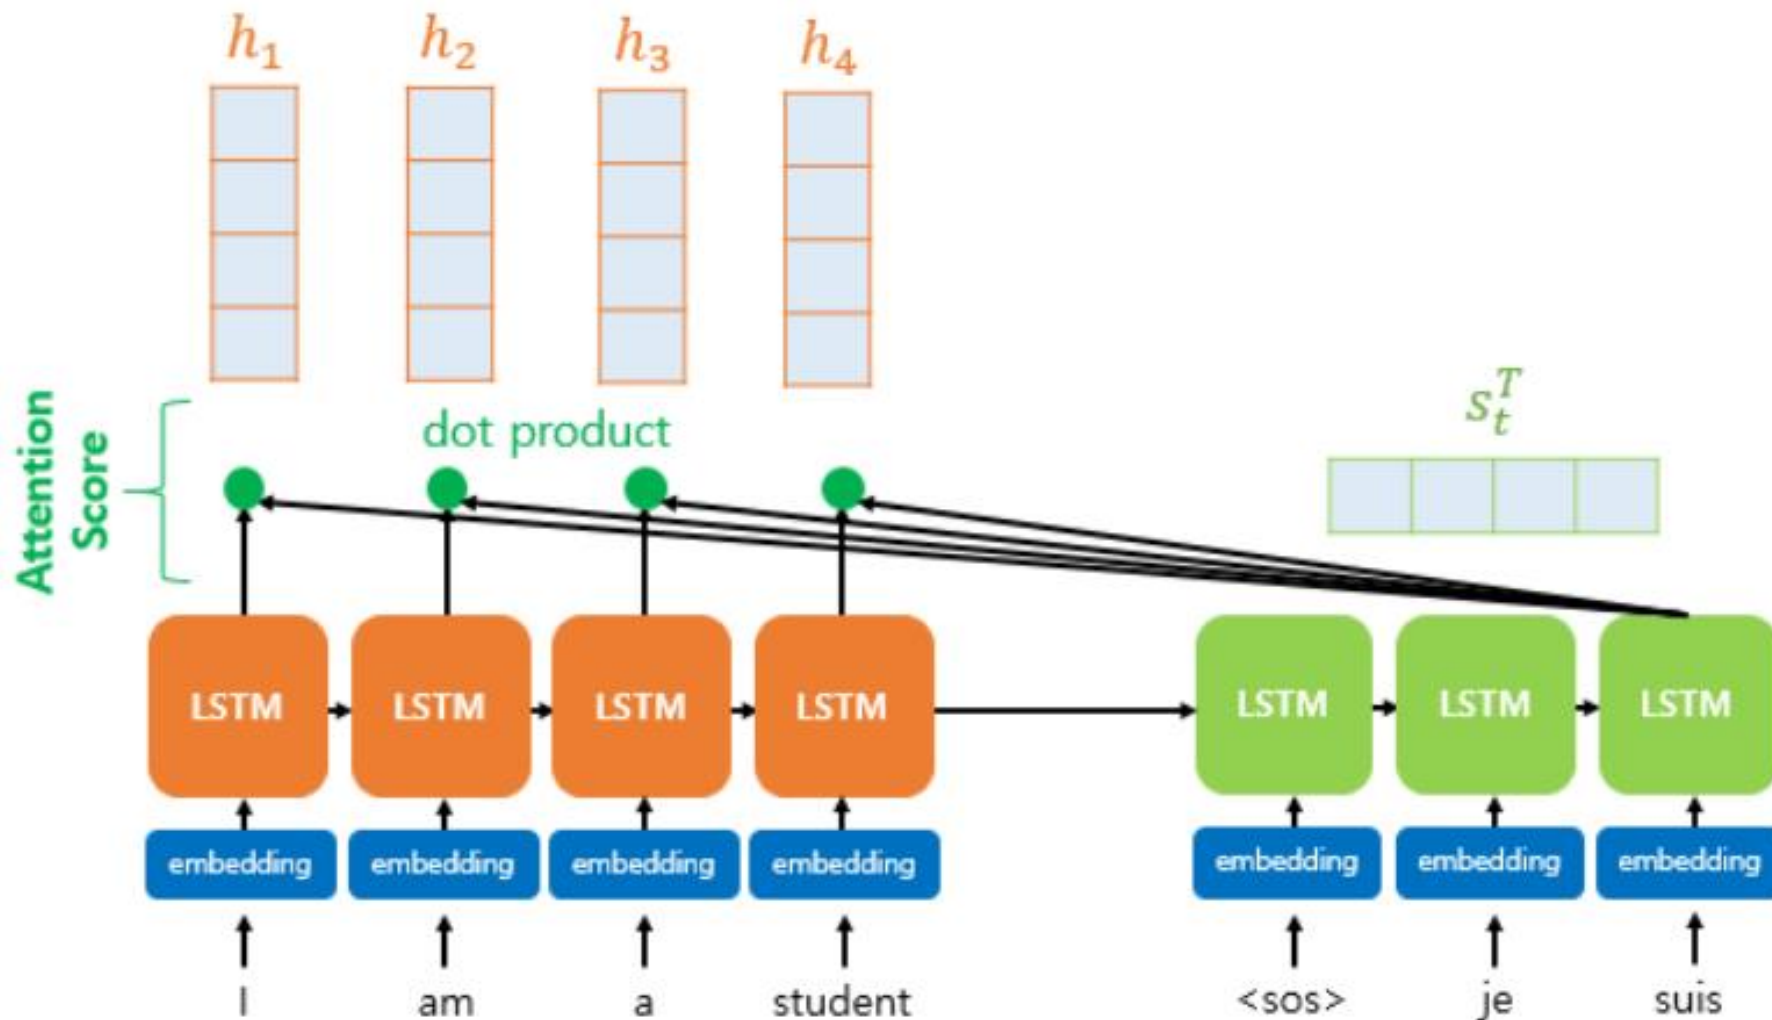 h₁ h₂ h₃ h₄
Attention
Score
dot product
sₜᵀ
LSTM LSTM LSTM LSTM LSTM LSTM LSTM
embedding embedding embedding embedding embedding embedding embedding
I am a student <sos> je suis